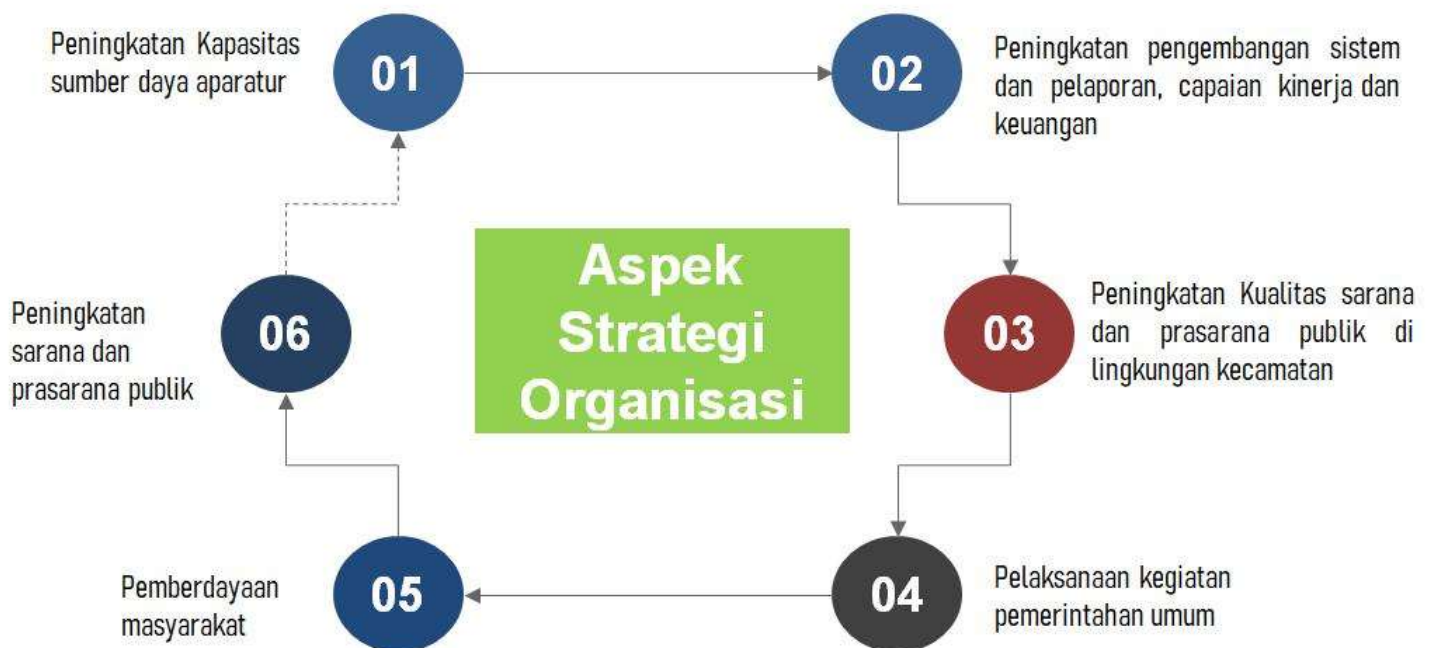 Peningkatan Kapasitas
sumber daya aparatur
01
02
Peningkatan pengembangan sistem
dan pelaporan, capaian kinerja dan
keuangan
Aspek
Strategi
Organisasi
03
Peningkatan Kualitas sarana
dan prasarana publik di
lingkungan kecamatan
Peningkatan
sarana dan
prasarana publik
06
Pemberdayaan
masyarakat
05
04
Pelaksanaan kegiatan
pemerintahan umum